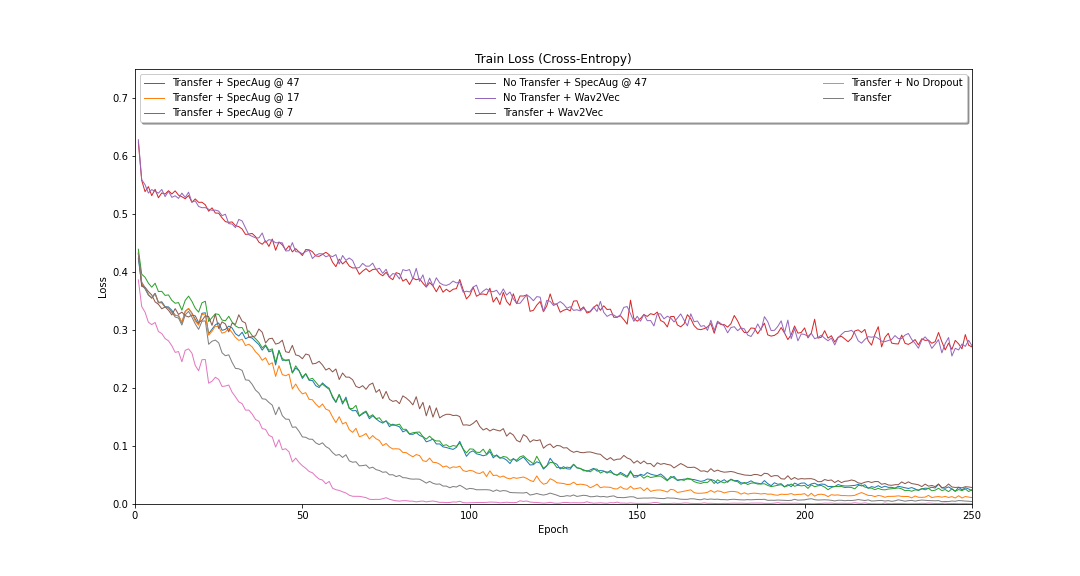 Train Loss (Cross-Entropy)
Transfer + SpecAug @ 47
Transfer + SpecAug @ 17
Transfer + SpecAug @ 7
No Transfer + SpecAug @ 47
No Transfer + Wav2Vec
Transfer + Wav2Vec
Transfer + No Dropout
Transfer
0.7
0.6
0.5
0.4
0.3
0.2
0.1
0.0
Loss
0
50
100
150
200
250
Epoch